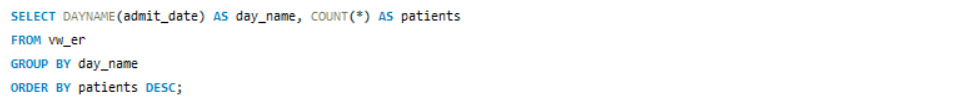 SELECT DAYNAME(admit_date) AS day_name, COUNT(*) AS patients
FROM vw_er
GROUP BY day_name
ORDER BY patients DESC;